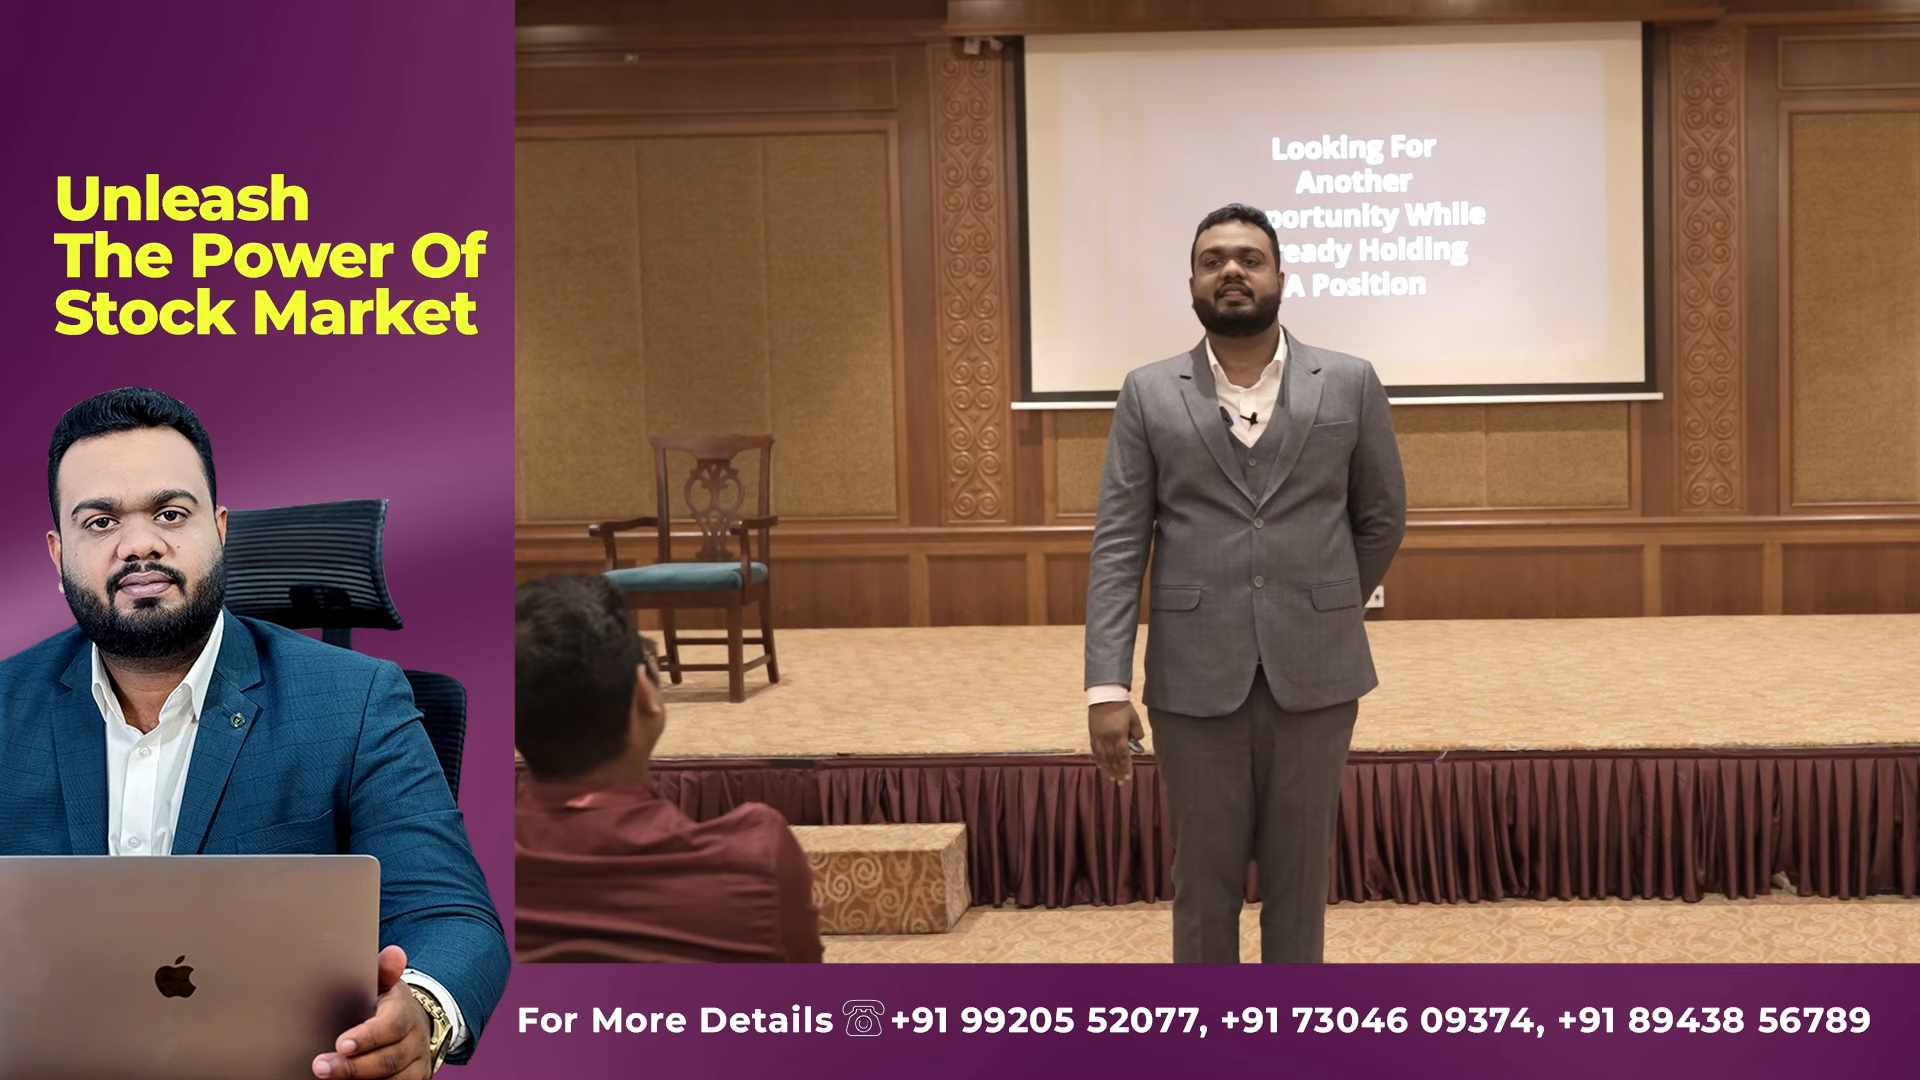 Unleash
The Power Of
Stock Market
Looking For
Another
portunity While
eady Holding
A Position
For More Details +91 99205 52077, +91 73046 09374, +91 89438 56789